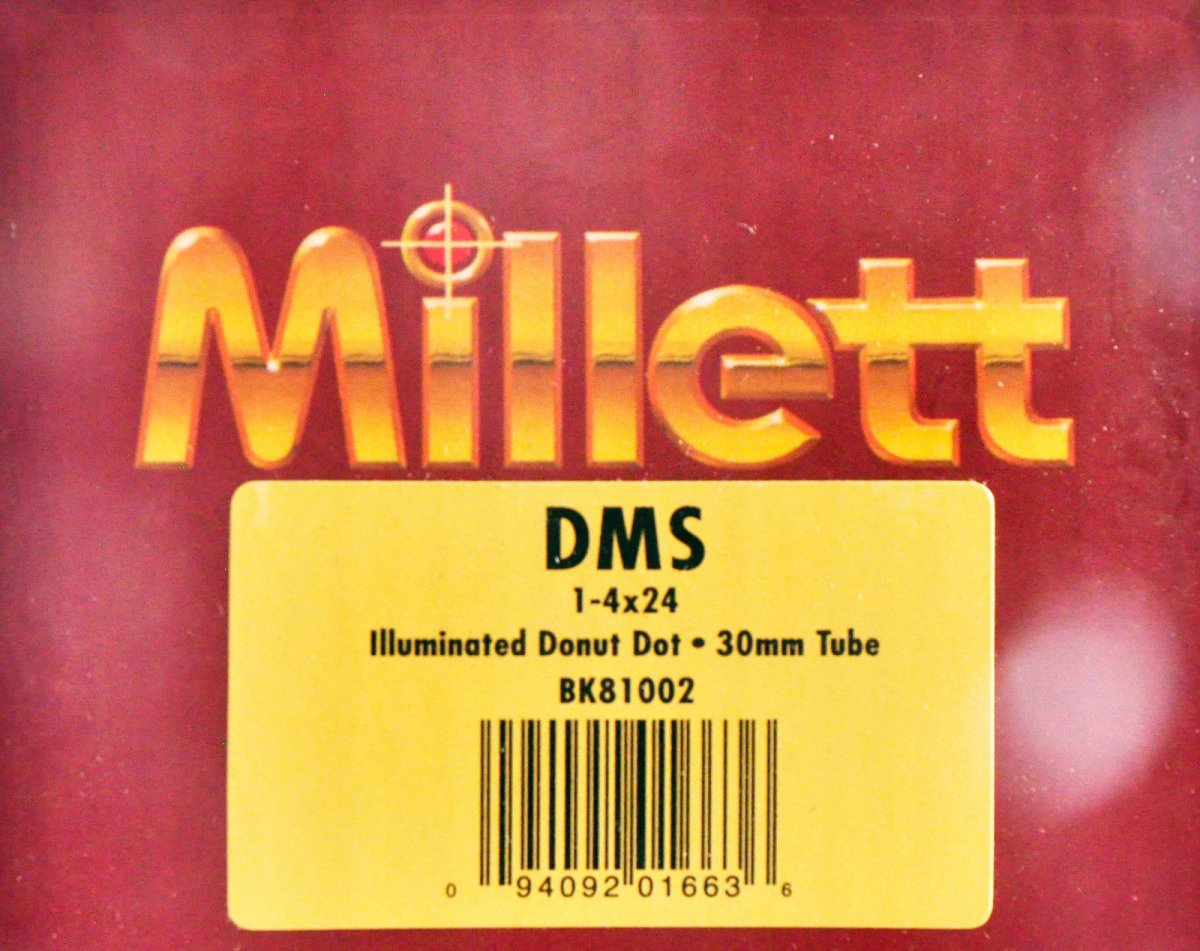 Millett
DMS
1-4x24
Illuminated Donut Dot • 30mm Tube
BK81002
0 94092 01663 6